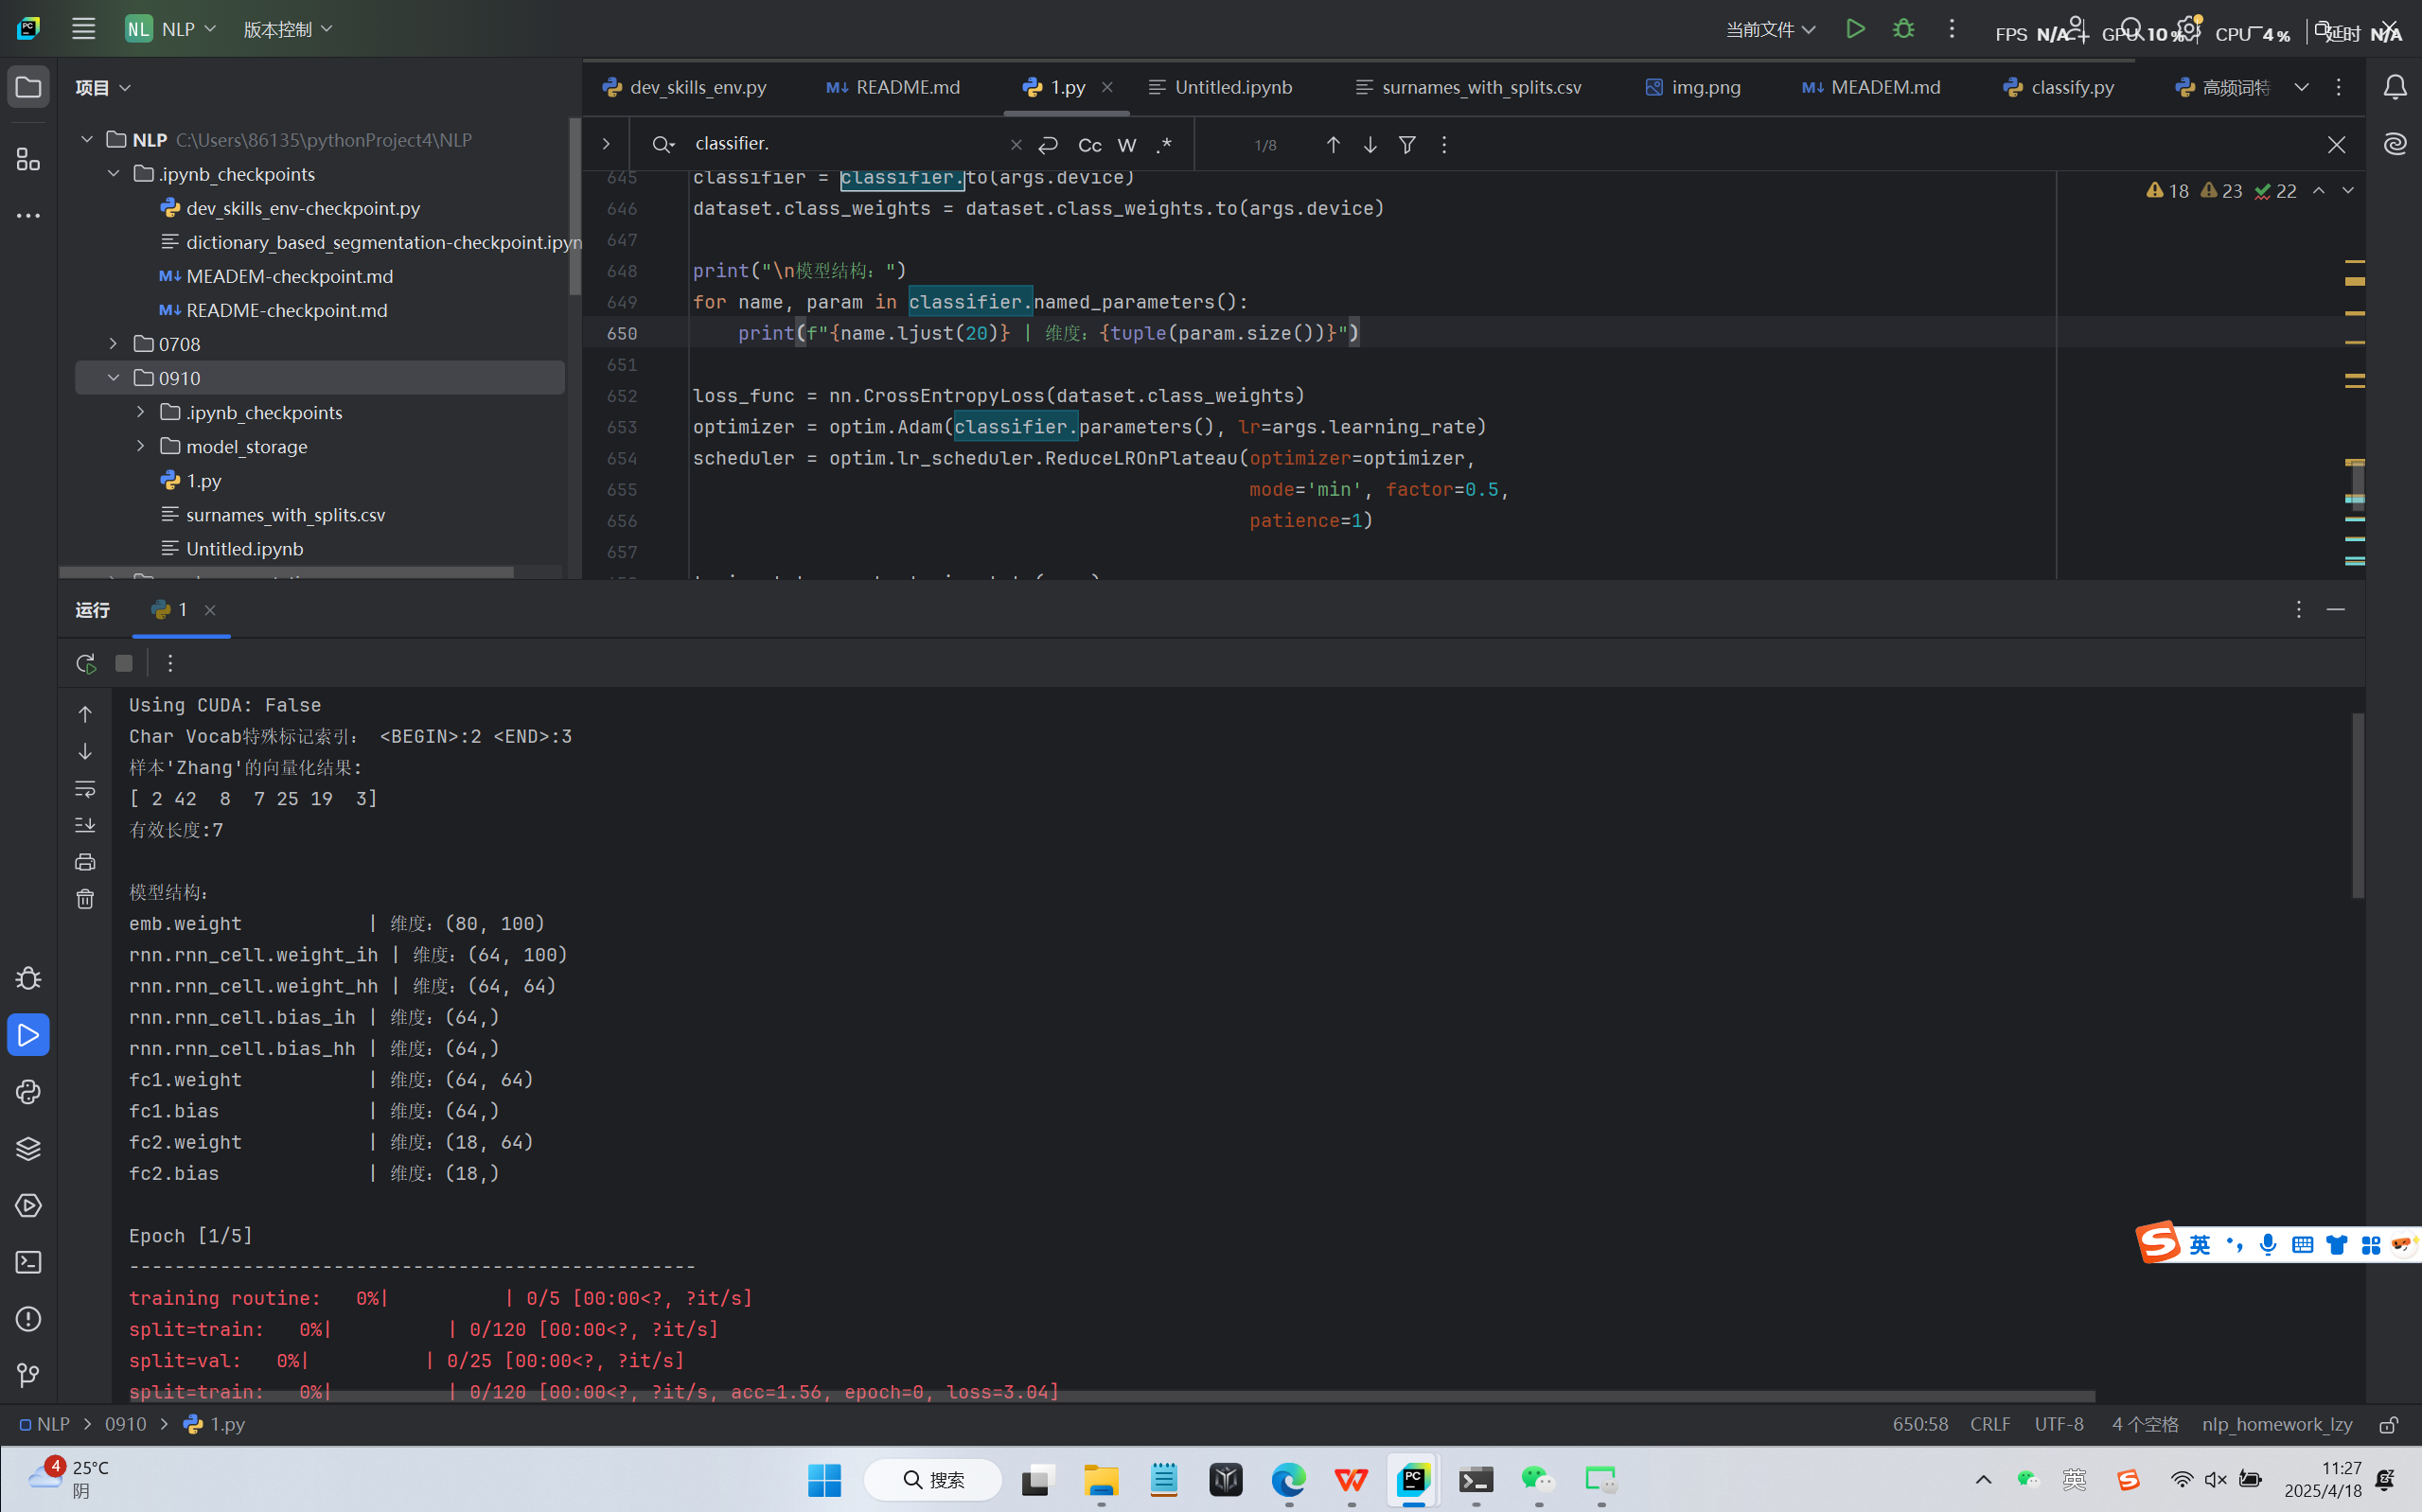 NL NLP 版本控制 当前文件 FPS N/A GPU 10 % CPU 4 % 延时 N/A
项目
dev_skills_env.py README.md 1.py Untitled.ipynb surnames_with_splits.csv img.png MEADEM.md classify.py 高频词特
NLP C:\Users\86135\pythonProject4\NLP
.ipynb_checkpoints
dev_skills_env-checkpoint.py
dictionary_based_segmentation-checkpoint.ipyn
MEADEM-checkpoint.md
README-checkpoint.md
0708
0910
.ipynb_checkpoints
model_storage
1.py
surnames_with_splits.csv
Untitled.ipynb
classifier. Cc W .* 1/8
18 23 22
645 classifier = classifier.to(args.device)
646 dataset.class_weights = dataset.class_weights.to(args.device)
647
648 print("\n模型结构：")
649 for name, param in classifier.named_parameters():
650     print(f"{name.ljust(20)} | 维度：{tuple(param.size())}")
651
652 loss_func = nn.CrossEntropyLoss(dataset.class_weights)
653 optimizer = optim.Adam(classifier.parameters(), lr=args.learning_rate)
654 scheduler = optim.lr_scheduler.ReduceLROnPlateau(optimizer=optimizer,
655 mode='min', factor=0.5,
656 patience=1)
657
运行 1
Using CUDA: False
Char Vocab特殊标记索引： <BEGIN>:2 <END>:3
样本'Zhang'的向量化结果:
[ 2 42  8  7 25 19  3]
有效长度:7
模型结构：
emb.weight           | 维度：(80, 100)
rnn.rnn_cell.weight_ih | 维度：(64, 100)
rnn.rnn_cell.weight_hh | 维度：(64, 64)
rnn.rnn_cell.bias_ih | 维度：(64,)
rnn.rnn_cell.bias_hh | 维度：(64,)
fc1.weight           | 维度：(64, 64)
fc1.bias             | 维度：(64,)
fc2.weight           | 维度：(18, 64)
fc2.bias             | 维度：(18,)
Epoch [1/5]
--------------------------------------------------
training routine:   0%|          | 0/5 [00:00<?, ?it/s]
split=train:   0%|          | 0/120 [00:00<?, ?it/s]
split=val:   0%|          | 0/25 [00:00<?, ?it/s]
split=train:   0%|          | 0/120 [00:00<?, ?it/s, acc=1.56, epoch=0, loss=3.04]
英
NLP > 0910 > 1.py 650:58 CRLF UTF-8 4 个空格 nlp_homework_lzy
4 25°C
阴
搜索
英
11:27
2025/4/18